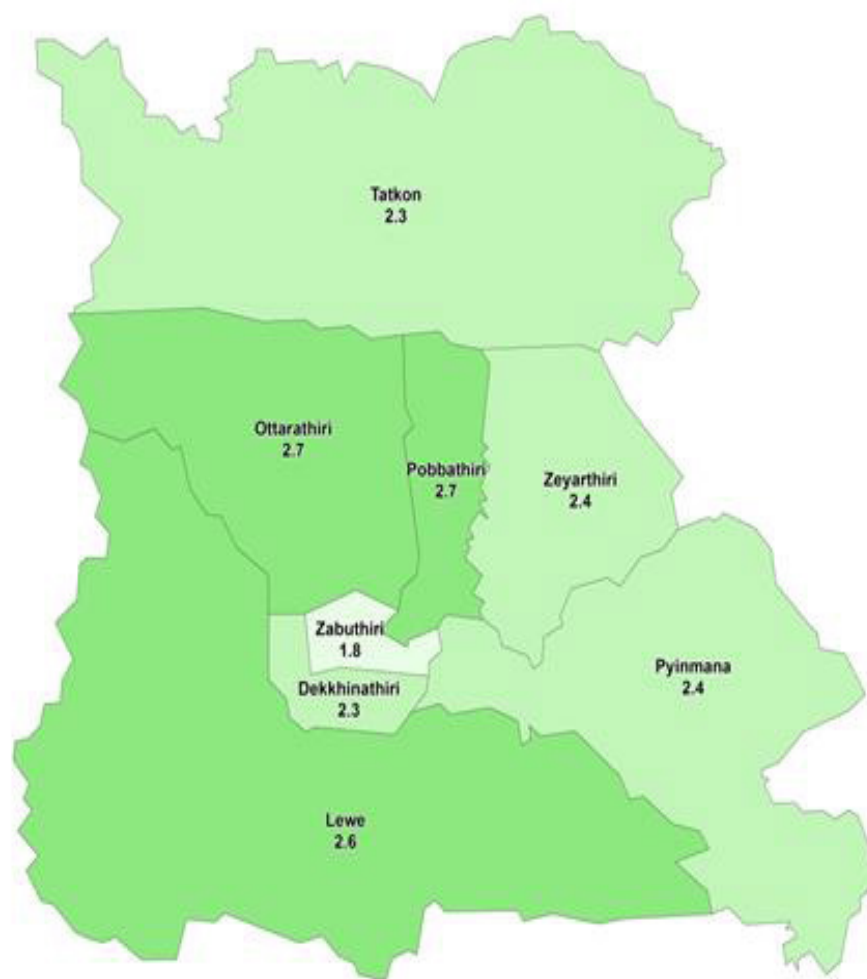 Tatkon
2.3
Ottarathiri
2.7
Pobbathiri
2.7
Zeyarthiri
2.4
Zabuthiri
1.8
Dekkhinathiri
2.3
Pyinmana
2.4
Lewe
2.6